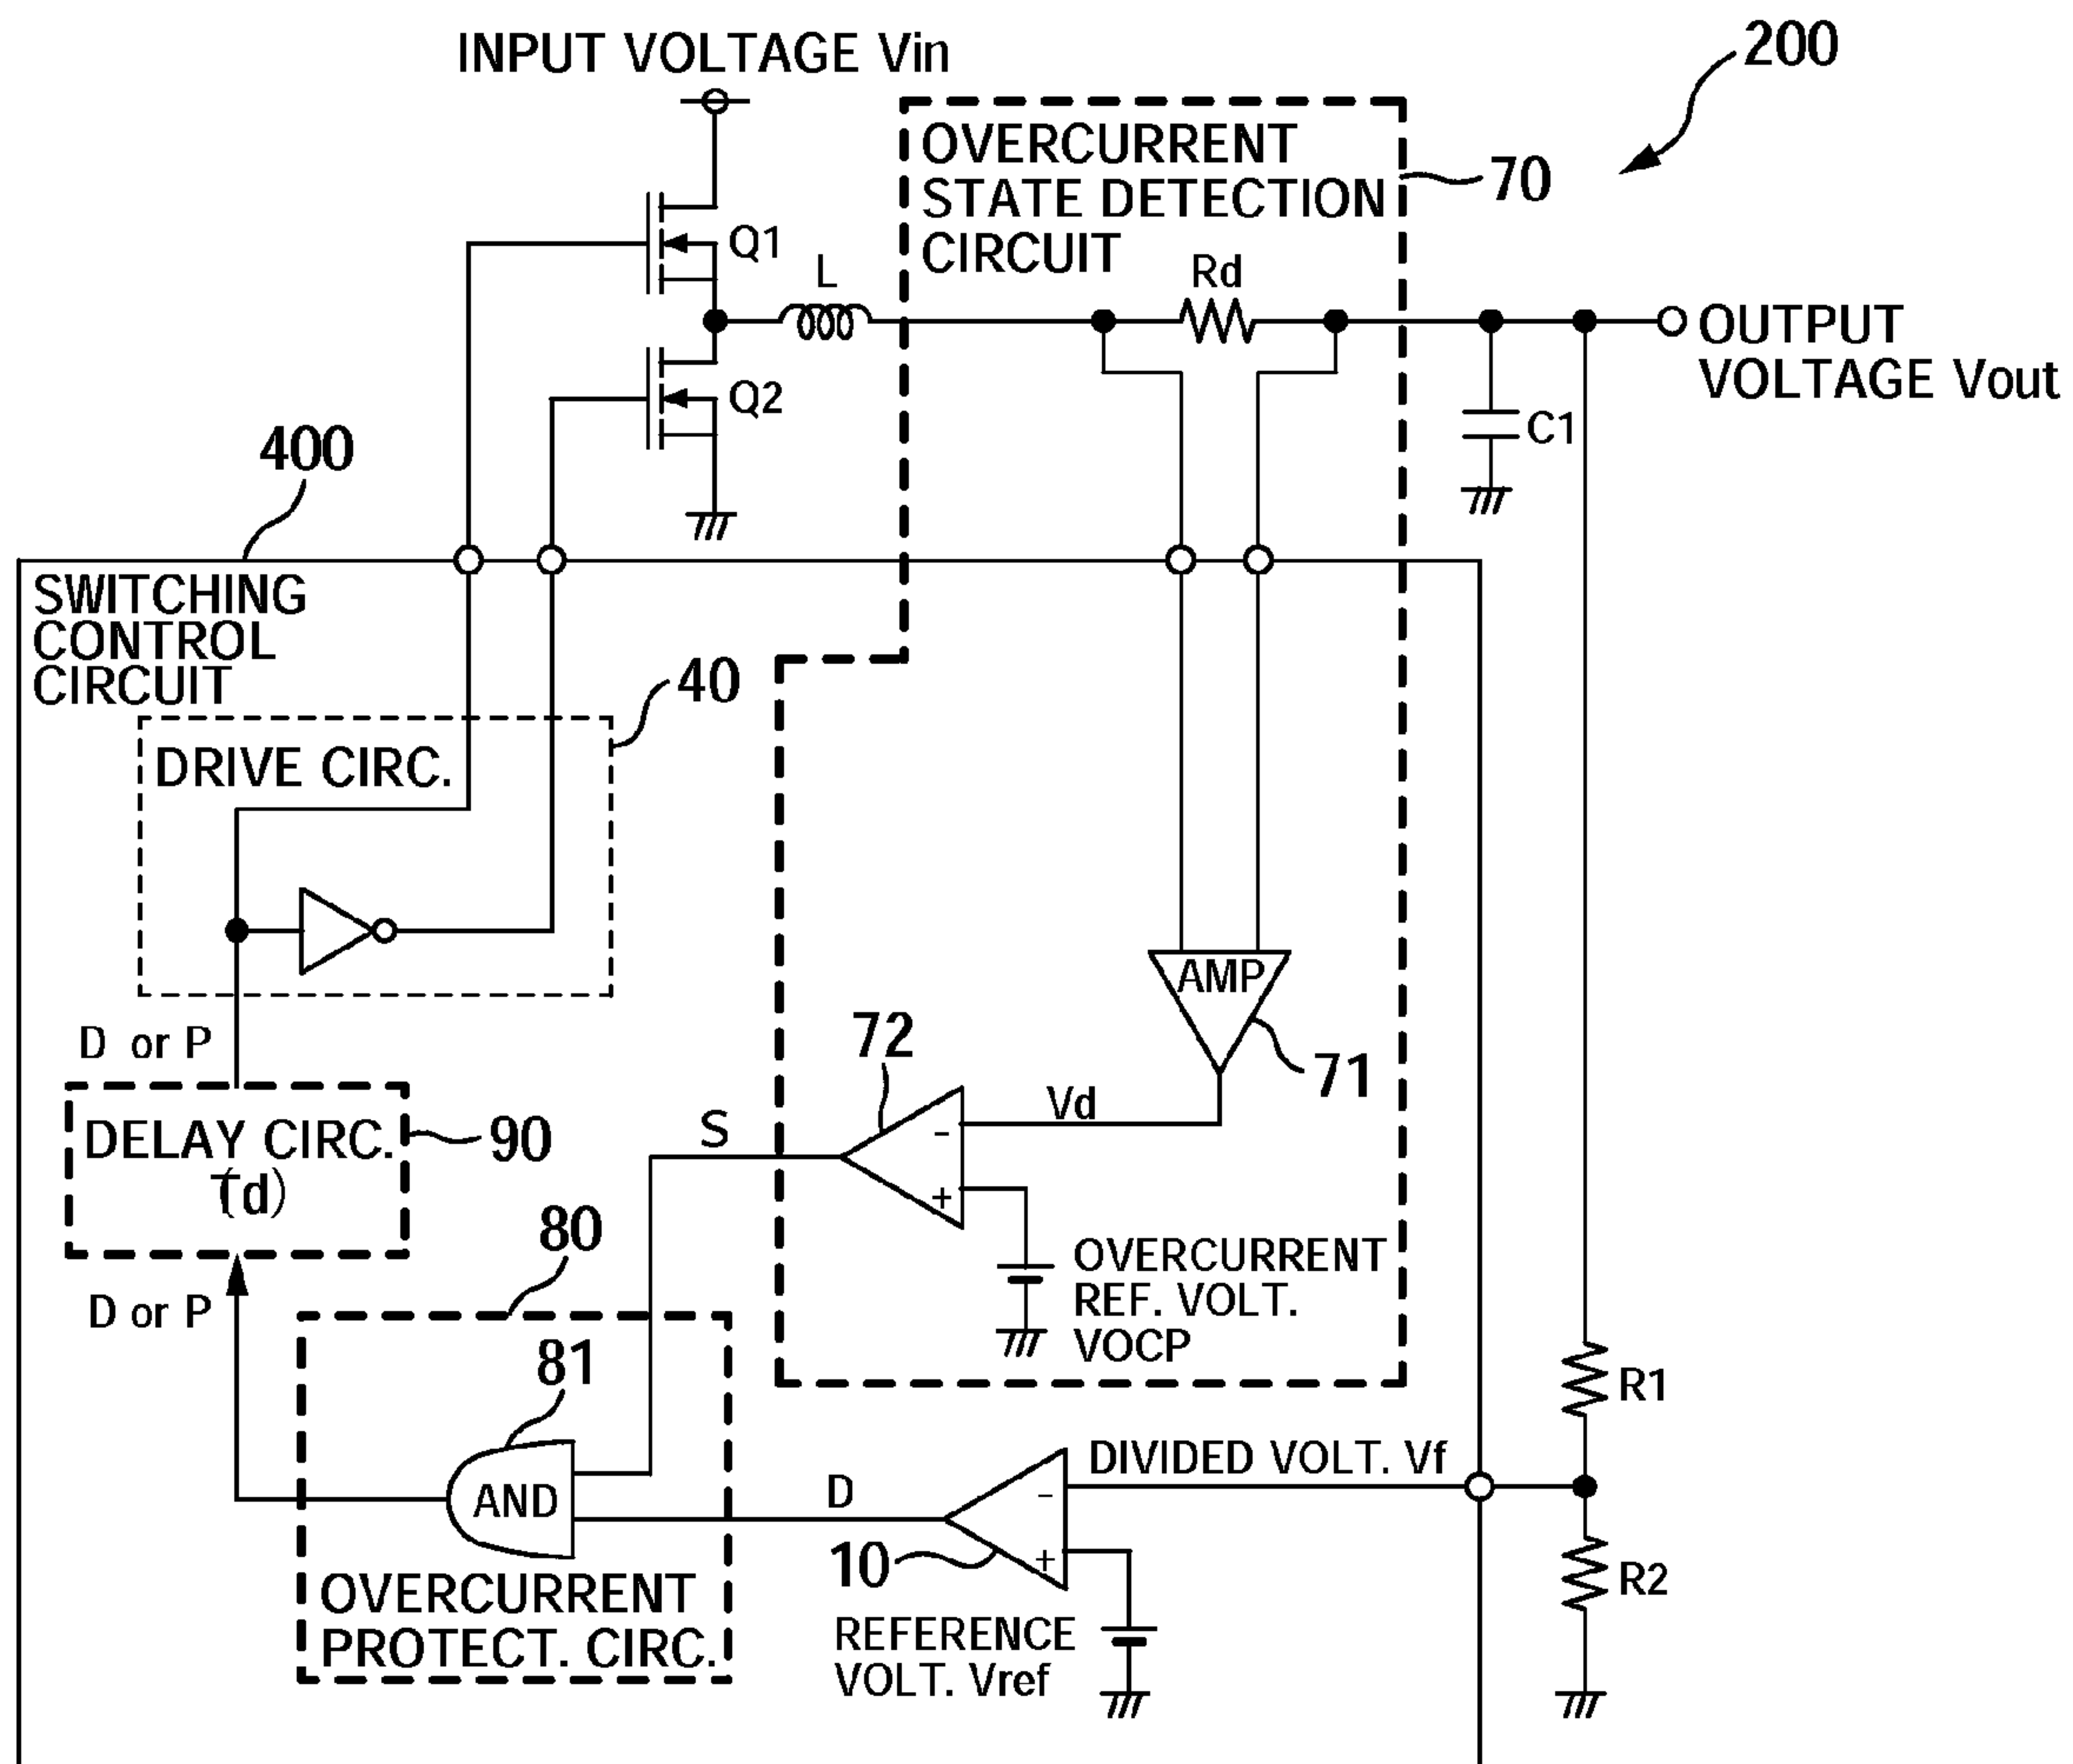 INPUT VOLTAGE Vin
200
OVERCURRENT
STATE DETECTION
CIRCUIT
70
Q1
L
Rd
OUTPUT
VOLTAGE Vout
Q2
C1
400
SWITCHING
CONTROL
CIRCUIT
40
DRIVE CIRC.
AMP
71
72
Vd
D or P
DELAY CIRC.
(Td)
90
S
-
+
80
OVERCURRENT
REF. VOLT.
VOCP
D or P
81
AND
R1
DIVIDED VOLT. Vf
D
-
+
10
R2
OVERCURRENT
PROTECT. CIRC.
REFERENCE
VOLT. Vref